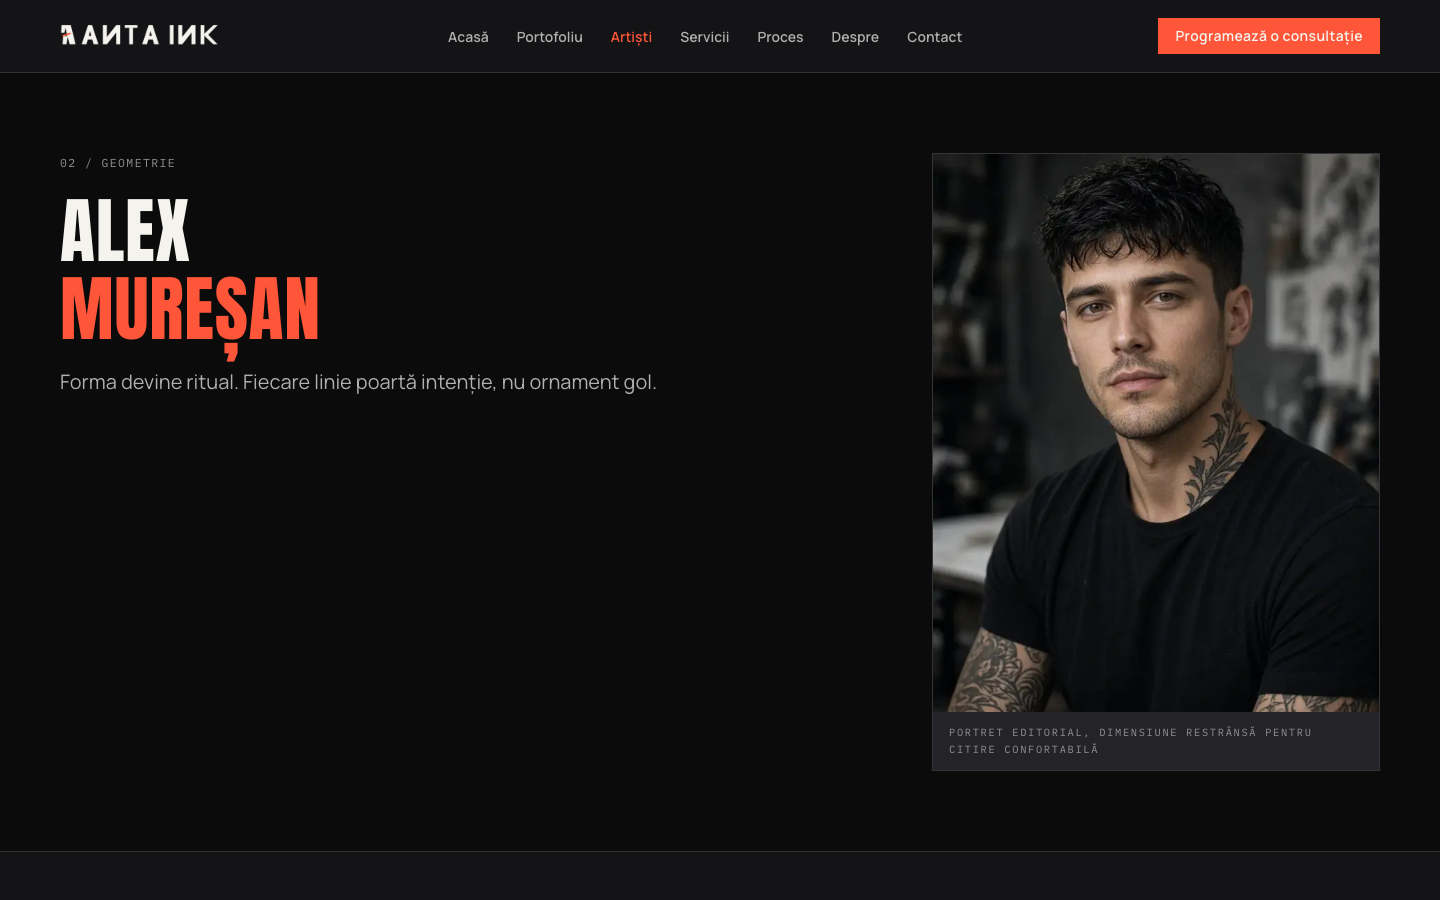 MANTA INK
Acasă
Portofoliu
Artiști
Servicii
Proces
Despre
Contact
Programează o consultație
02 / GEOMETRIE
ALEX
MUREȘAN
Forma devine ritual. Fiecare linie poartă intenție, nu ornament gol.
PORTRET EDITORIAL, DIMENSIUNE RESTRÂNSĂ PENTRU
CITIRE CONFORTABILĂ